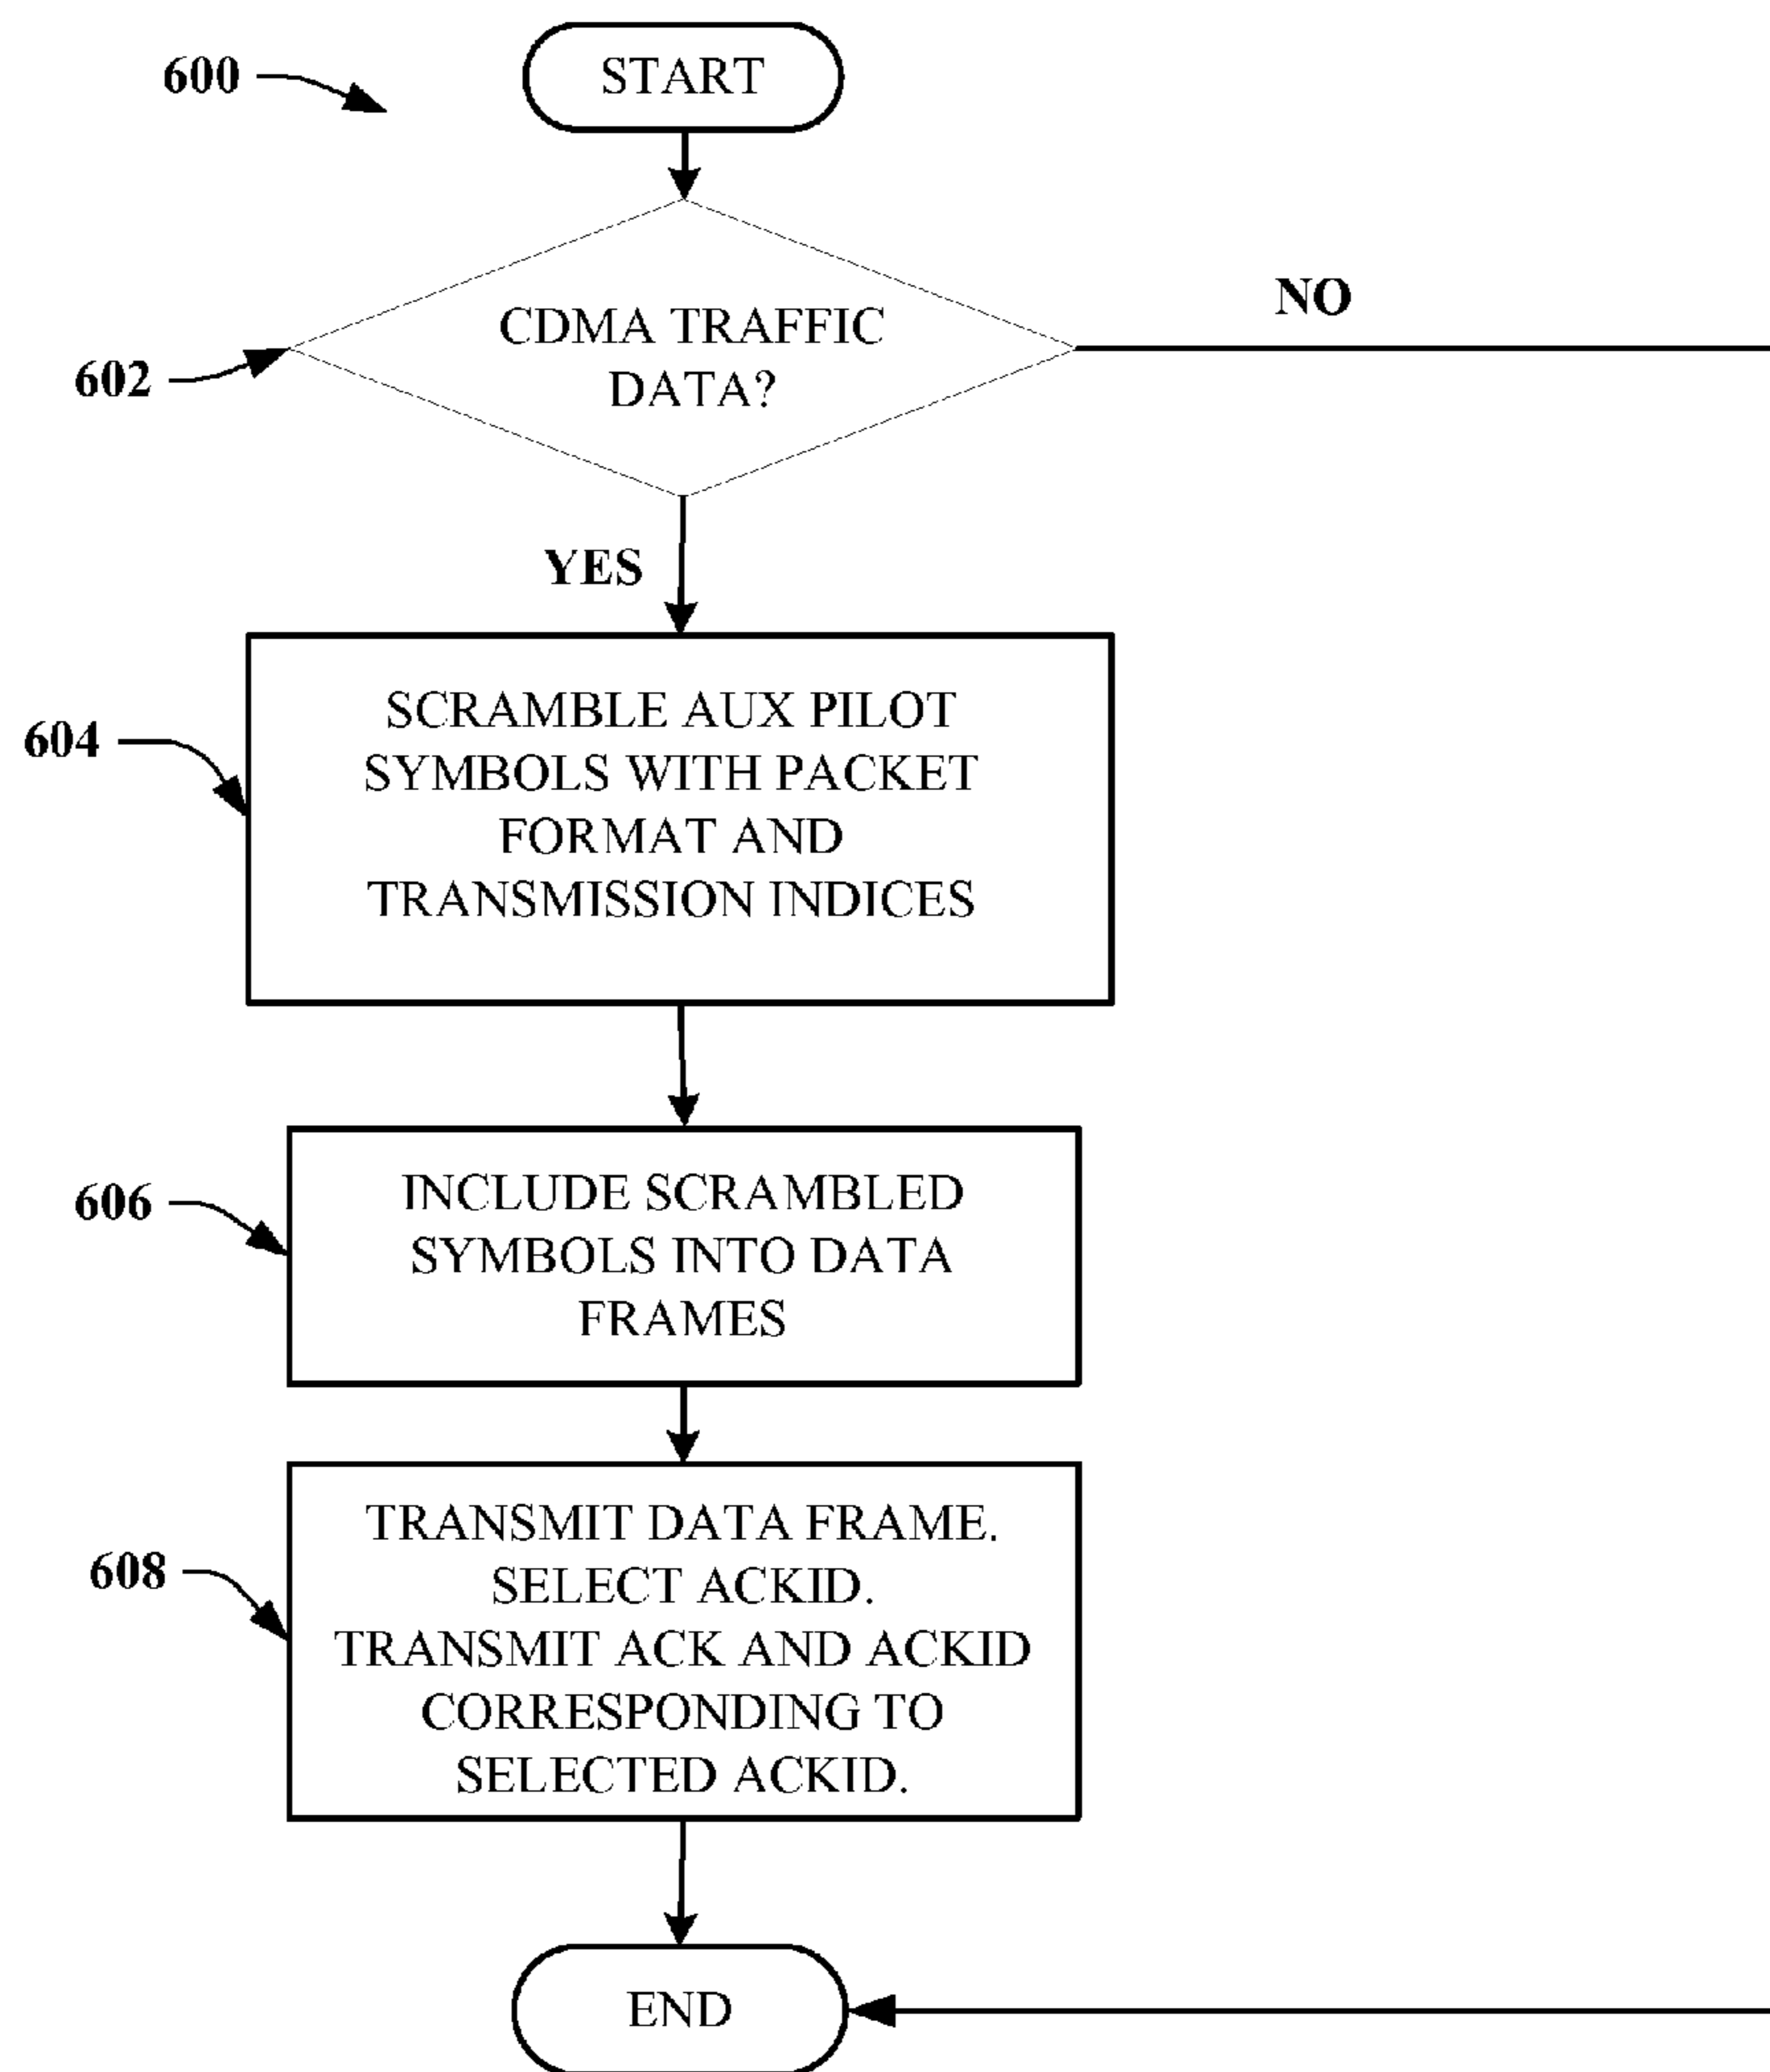 600
START
602
CDMA TRAFFIC
DATA?
NO
YES
604
SCRAMBLE AUX PILOT
SYMBOLS WITH PACKET
FORMAT AND
TRANSMISSION INDICES
606
INCLUDE SCRAMBLED
SYMBOLS INTO DATA
FRAMES
608
TRANSMIT DATA FRAME.
SELECT ACKID.
TRANSMIT ACK AND ACKID
CORRESPONDING TO
SELECTED ACKID.
END